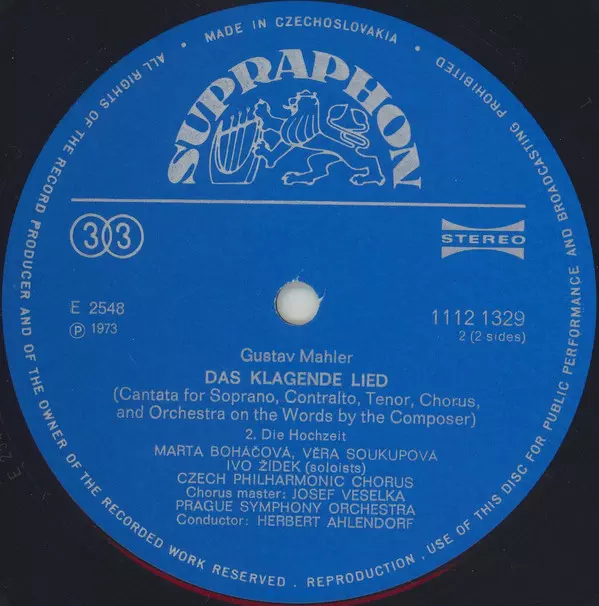 ALL RIGHTS OF THE RECORD PRODUCER AND OF THE OWNER OF THE RECORDED WORK RESERVED . REPRODUCTION . USE OF THIS DISC FOR PUBLIC PERFORMANCE AND BROADCASTING PROHIBITED
• MADE IN CZECHOSLOVAKIA •
SUPRAPHON
33
STEREO
E 2548
1112 1329
Ⓟ 1973
2 (2 sides)
Gustav Mahler
DAS KLAGENDE LIED
(Cantata for Soprano, Contralto, Tenor, Chorus,
and Orchestra on the Words by the Composer)
2. Die Hochzeit
MARTA BOHÁČOVÁ, VĚRA SOUKUPOVÁ
IVO ŽÍDEK (soloists)
CZECH PHILHARMONIC CHORUS
Chorus master: JOSEF VESELKA
PRAGUE SYMPHONY ORCHESTRA
Conductor: HERBERT AHLENDORF